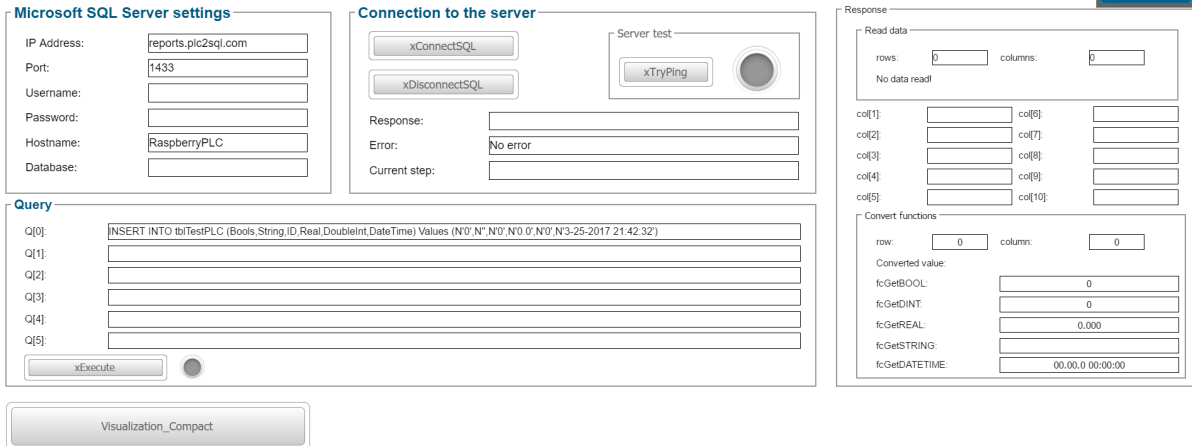 Microsoft SQL Server settings
IP Address: reports.plc2sql.com
Port: 1433
Username:
Password:
Hostname: RaspberryPLC
Database:
Connection to the server
xConnectSQL
xDisconnectSQL
Server test
xTryPing
Response:
Error: No error
Current step:
Query
Q[0]: INSERT INTO tblTestPLC (Bools,String,ID,Real,DoubleInt,DateTime) Values (N'0',N'',N'0',N'0.0',N'0',N'3-25-2017 21:42:32')
Q[1]:
Q[2]:
Q[3]:
Q[4]:
Q[5]:
xExecute
Visualization_Compact
Response
Read data
rows: 0 columns: 0
No data read!
col[1]: col[6]:
col[2]: col[7]:
col[3]: col[8]:
col[4]: col[9]:
col[5]: col[10]:
Convert functions
row: 0 column: 0
Converted value:
fcGetBOOL: 0
fcGetDINT: 0
fcGetREAL: 0.000
fcGetSTRING:
fcGetDATETIME: 00.00.0 00:00:00